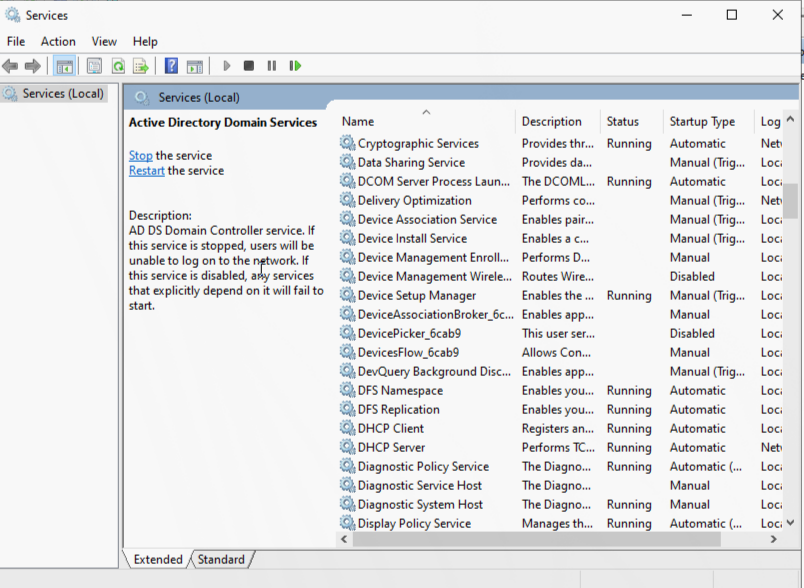 Services
File Action View Help
Services (Local)
Services (Local)
Active Directory Domain Services
Stop the service
Restart the service
Description:
AD DS Domain Controller service. If
this service is stopped, users will be
unable to log on to the network. If
this service is disabled, any services
that explicitly depend on it will fail to
start.
Name Description Status Startup Type Log
Cryptographic Services Provides thr... Running Automatic Net
Data Sharing Service Provides da... Manual (Trig... Loca
DCOM Server Process Laun... The DCOML... Running Automatic Loca
Delivery Optimization Performs co... Manual (Trig... Net
Device Association Service Enables pair... Manual (Trig... Loca
Device Install Service Enables a c... Manual (Trig... Loca
Device Management Enroll... Performs D... Manual Loca
Device Management Wirele... Routes Wire... Disabled Loca
Device Setup Manager Enables the ... Running Manual (Trig... Loca
DeviceAssociationBroker_6c... Enables app... Manual Loca
DevicePicker_6cab9 This user ser... Disabled Loca
DevicesFlow_6cab9 Allows Con... Manual Loca
DevQuery Background Disc... Enables app... Manual (Trig... Loca
DFS Namespace Enables you... Running Automatic Loca
DFS Replication Enables you... Running Automatic Loca
DHCP Client Registers an... Running Automatic Loca
DHCP Server Performs TC... Running Automatic Net
Diagnostic Policy Service The Diagno... Running Automatic (... Loca
Diagnostic Service Host The Diagno... Manual Loca
Diagnostic System Host The Diagno... Running Manual Loca
Display Policy Service Manages th... Running Automatic (... Loca
Extended Standard